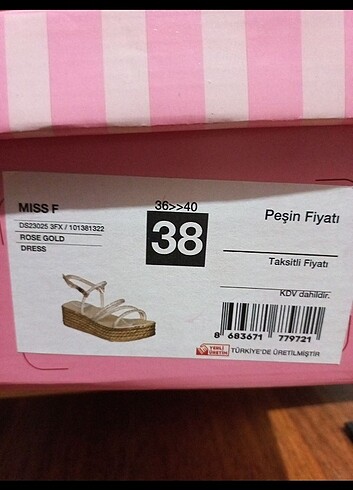 MISS F
DS23025 3FX / 101381322
ROSE GOLD
DRESS
36>>40
38
Peşin Fiyatı
Taksitli Fiyatı
KDV dahildir.
8 683671 779721
YERLİ
ÜRETİM
TÜRKİYE'DE ÜRETİLMİŞTİR